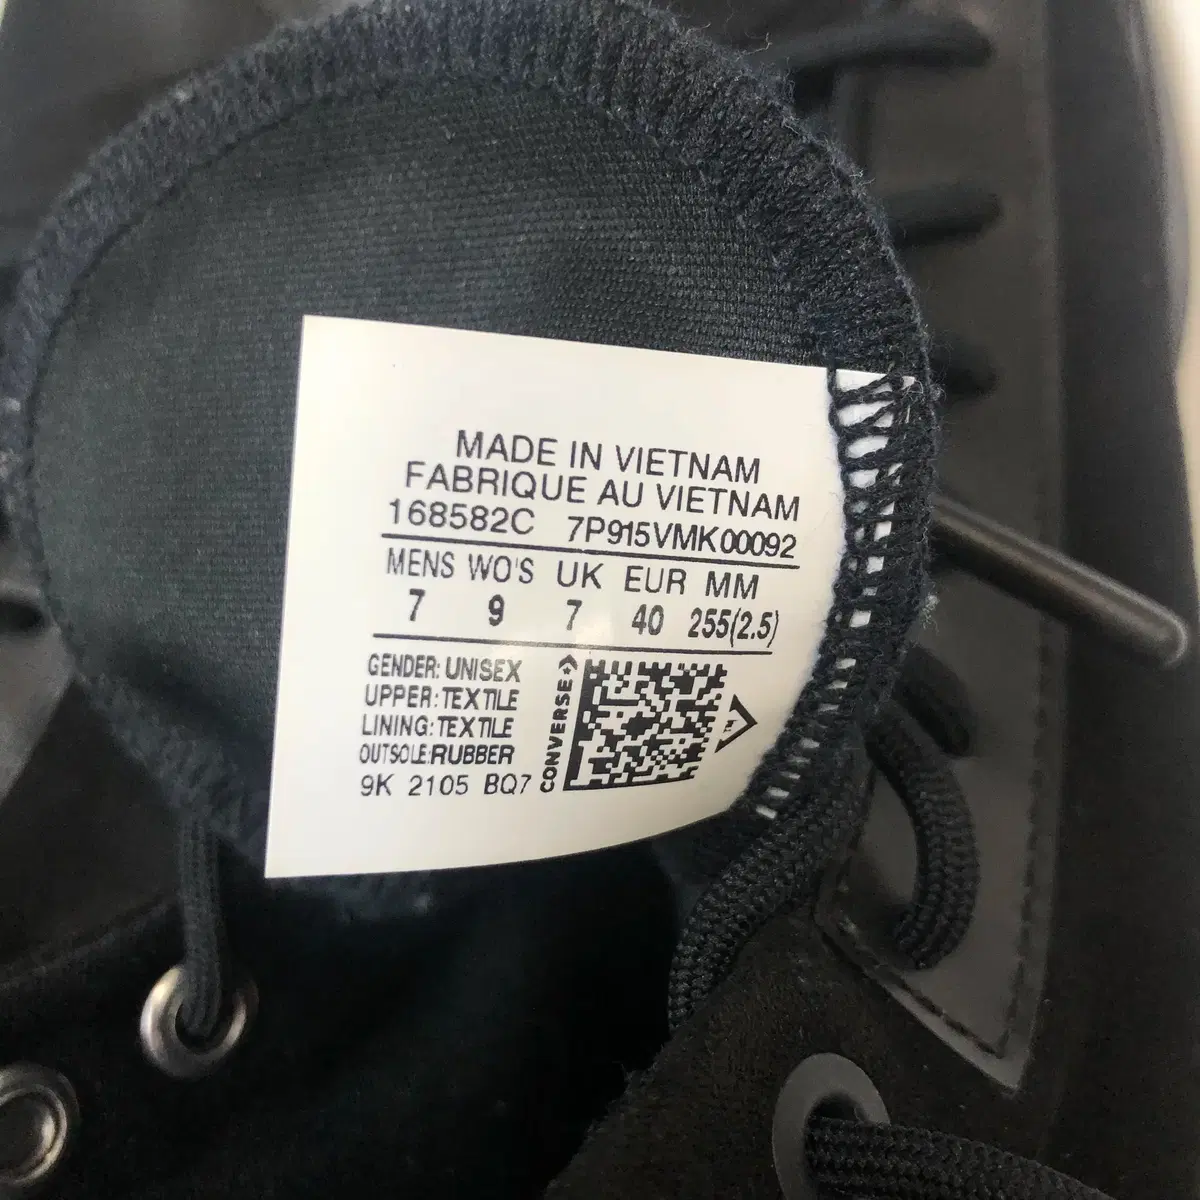 MADE IN VIETNAM
FABRIQUE AU VIETNAM
168582C 7P915VMK00092
MENS WO'S UK EUR MM
7 9 7 40 255(2.5)
GENDER: UNISEX
UPPER: TEXTILE
LINING: TEXTILE
OUTSOLE: RUBBER
9K 2105 BQ7
CONVERSE
TM